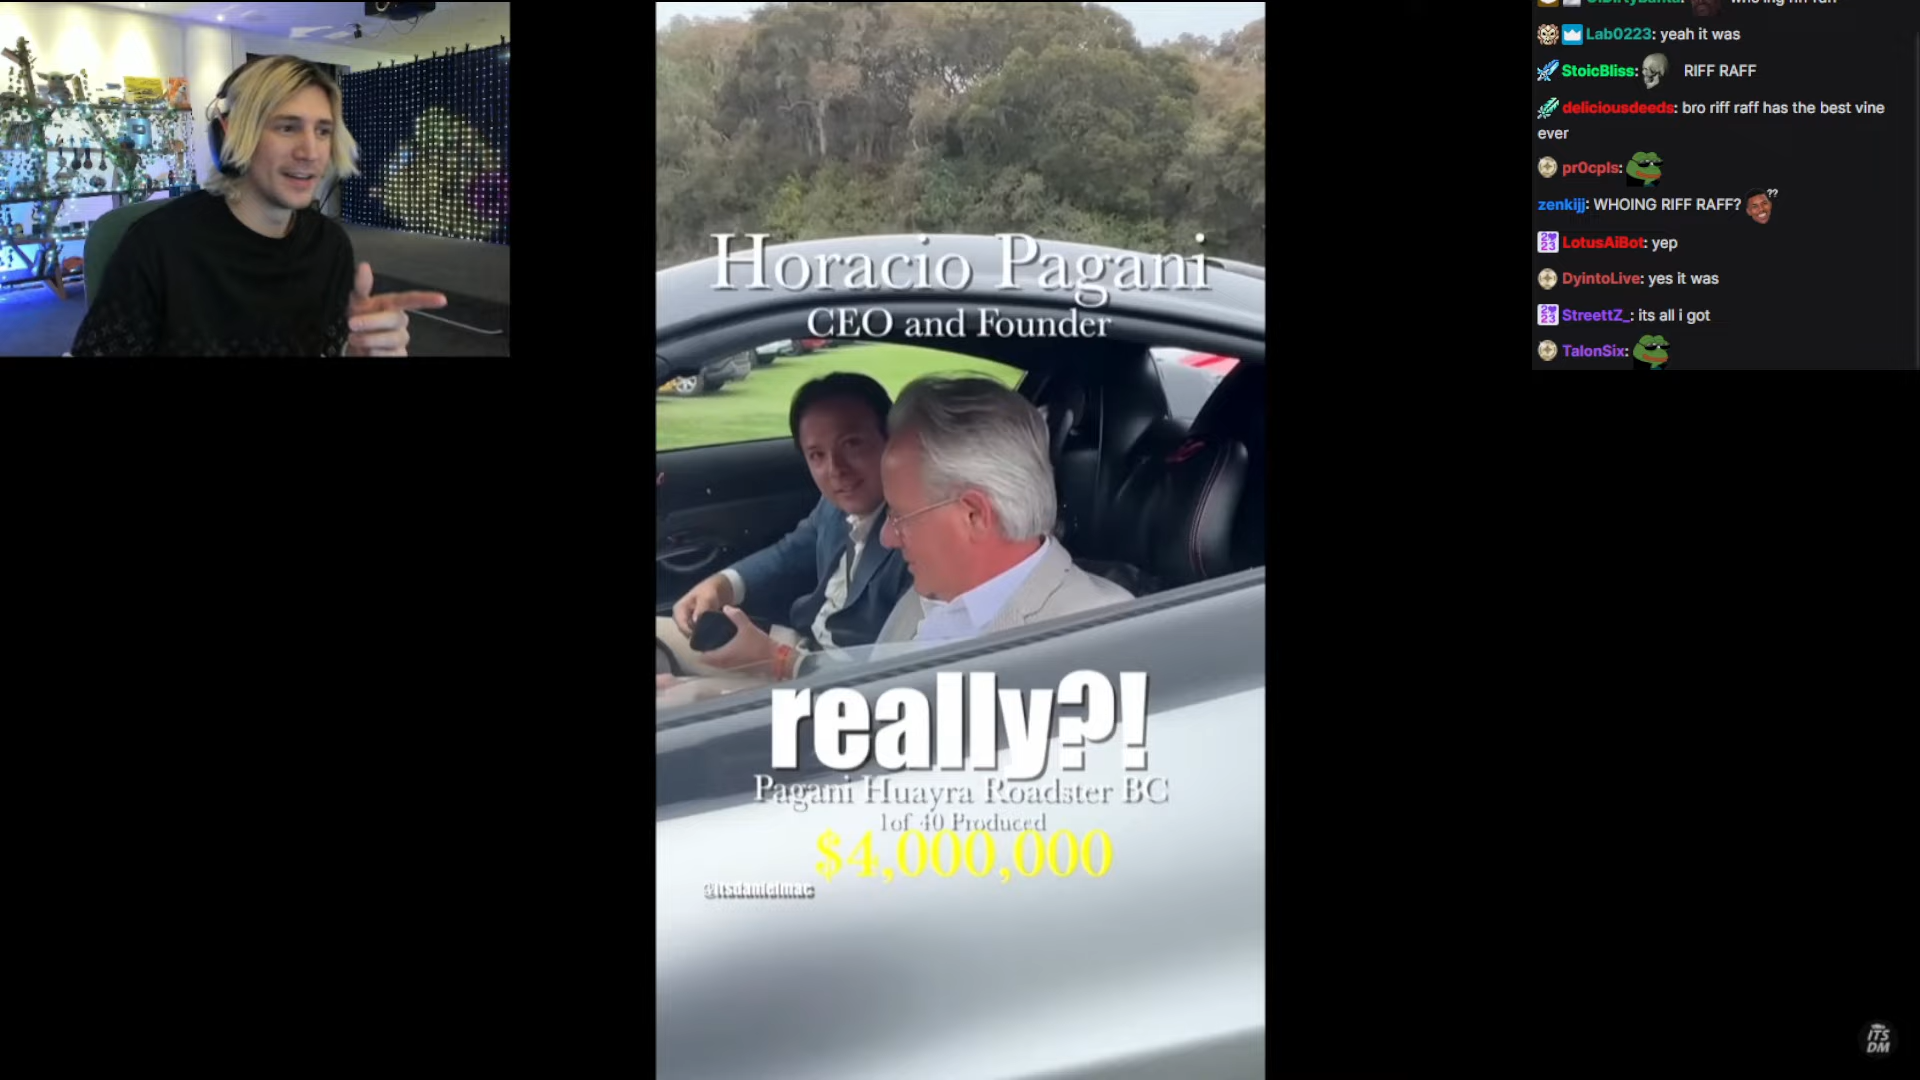 Horacio Pagani
CEO and Founder
really?!
Pagani Huayra Roadster BC
1 of 40 Produced
$4,000,000
@itsdanielmac
Lab0223: yeah it was
StoicBliss: RIFF RAFF
deliciousdeeds: bro riff raff has the best vine
ever
pr0cpls:
zenkijj: WHOING RIFF RAFF? ??
LotusAiBot: yep
DyintoLive: yes it was
StreettZ_: its all i got
TalonSix:
ITS
DM